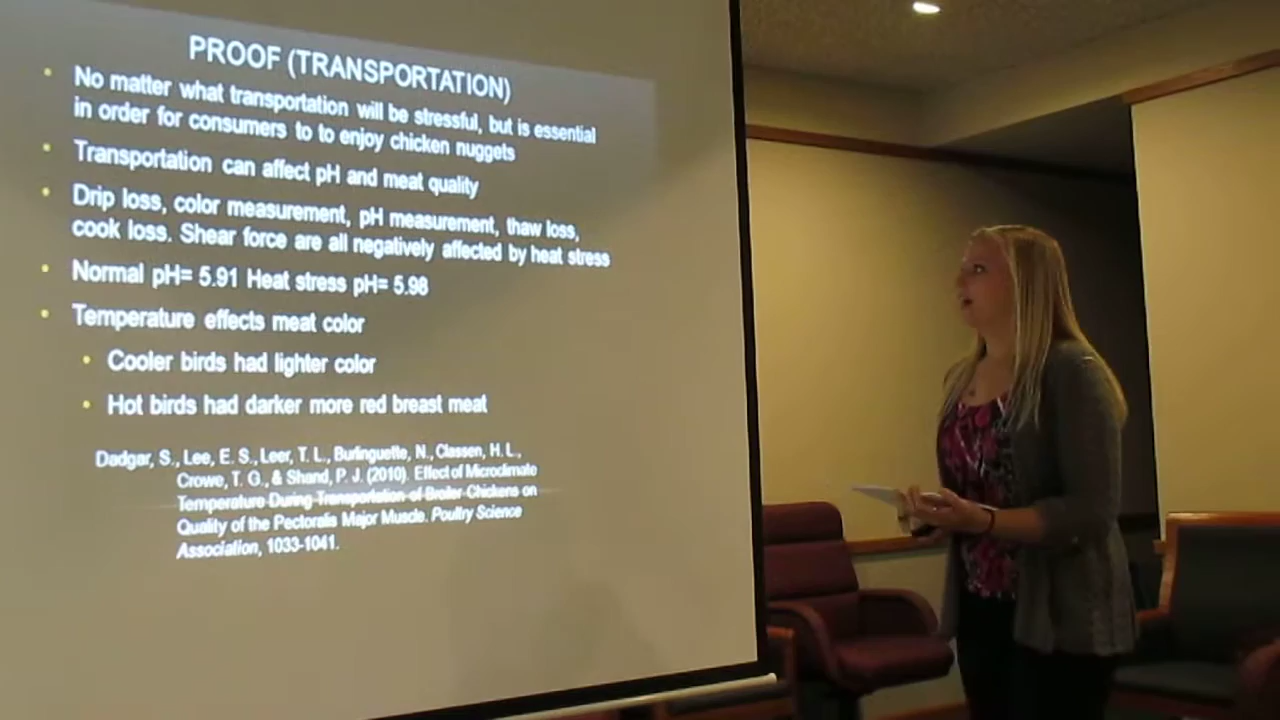 PROOF (TRANSPORTATION)
• No matter what transportation will be stressful, but is essential
in order for consumers to to enjoy chicken nuggets
• Transportation can affect pH and meat quality
• Drip loss, color measurement, pH measurement, thaw loss,
cook loss. Shear force are all negatively affected by heat stress
• Normal pH= 5.91 Heat stress pH= 5.98
• Temperature effects meat color
• Cooler birds had lighter color
• Hot birds had darker more red breast meat
Dadgar, S., Lee, E. S., Leer, T. L., Burlinguette, N., Classen, H. L.,
Crowe, T. G., & Shand, P. J. (2010). Effect of Microclimate
Temperature During Transportation of Broiler Chickens on
Quality of the Pectoralis Major Muscle. Poultry Science
Association, 1033-1041.